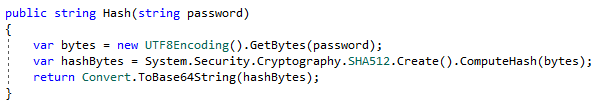 public string Hash(string password)
{
    var bytes = new UTF8Encoding().GetBytes(password);
    var hashBytes = System.Security.Cryptography.SHA512.Create().ComputeHash(bytes);
    return Convert.ToBase64String(hashBytes);
}